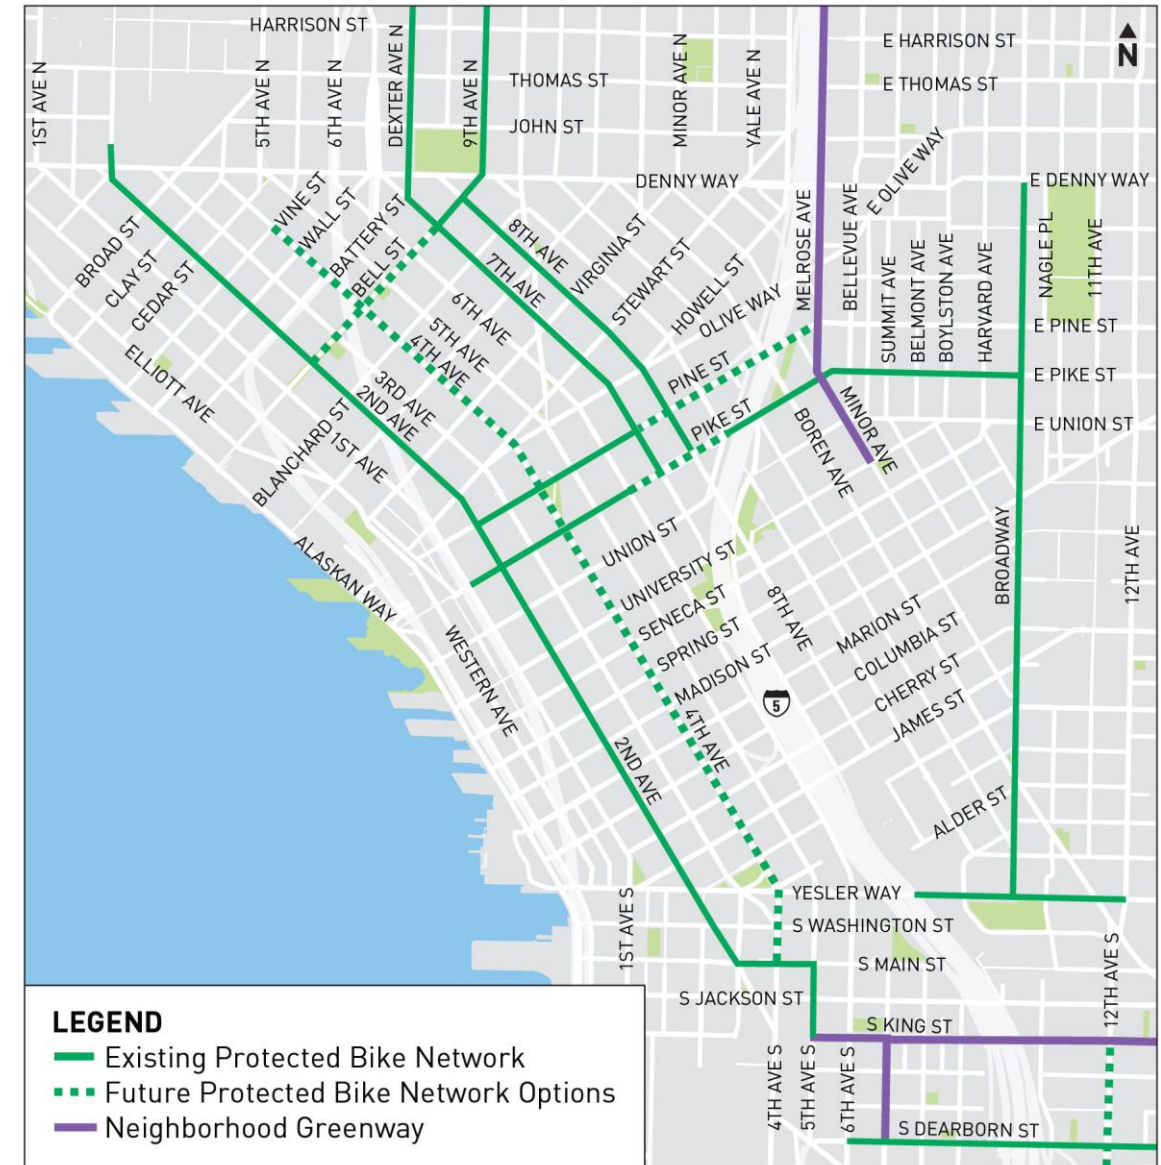 HARRISON ST
E HARRISON ST
N
1ST AVE N
5TH AVE N
6TH AVE N
DEXTER AVE N
9TH AVE N
THOMAS ST
MINOR AVE N
YALE AVE N
E THOMAS ST
JOHN ST
DENNY WAY
E OLIVE WAY
E DENNY WAY
VINE ST
WALL ST
BATTERY ST
BELL ST
BROAD ST
CLAY ST
CEDAR ST
8TH AVE
7TH AVE
VIRGINIA ST
STEWART ST
HOWELL ST
OLIVE WAY
MELROSE AVE
BELLEVUE AVE
SUMMIT AVE
BELMONT AVE
BOYLSTON AVE
HARVARD AVE
NAGLE PL
11TH AVE
6TH AVE
5TH AVE
4TH AVE
3RD AVE
2ND AVE
1ST AVE
ELLIOTT AVE
BLANCHARD ST
PINE ST
PIKE ST
E PINE ST
E PIKE ST
E UNION ST
MINOR AVE
BOREN AVE
ALASKAN WAY
WESTERN AVE
UNION ST
UNIVERSITY ST
SENECA ST
SPRING ST
MADISON ST
8TH AVE
BROADWAY
12TH AVE
MARION ST
COLUMBIA ST
CHERRY ST
JAMES ST
5
4TH AVE
2ND AVE
ALDER ST
YESLER WAY
1ST AVE S
S WASHINGTON ST
S MAIN ST
S JACKSON ST
S KING ST
12TH AVE S
4TH AVE S
5TH AVE S
6TH AVE S
S DEARBORN ST
LEGEND
Existing Protected Bike Network
Future Protected Bike Network Options
Neighborhood Greenway